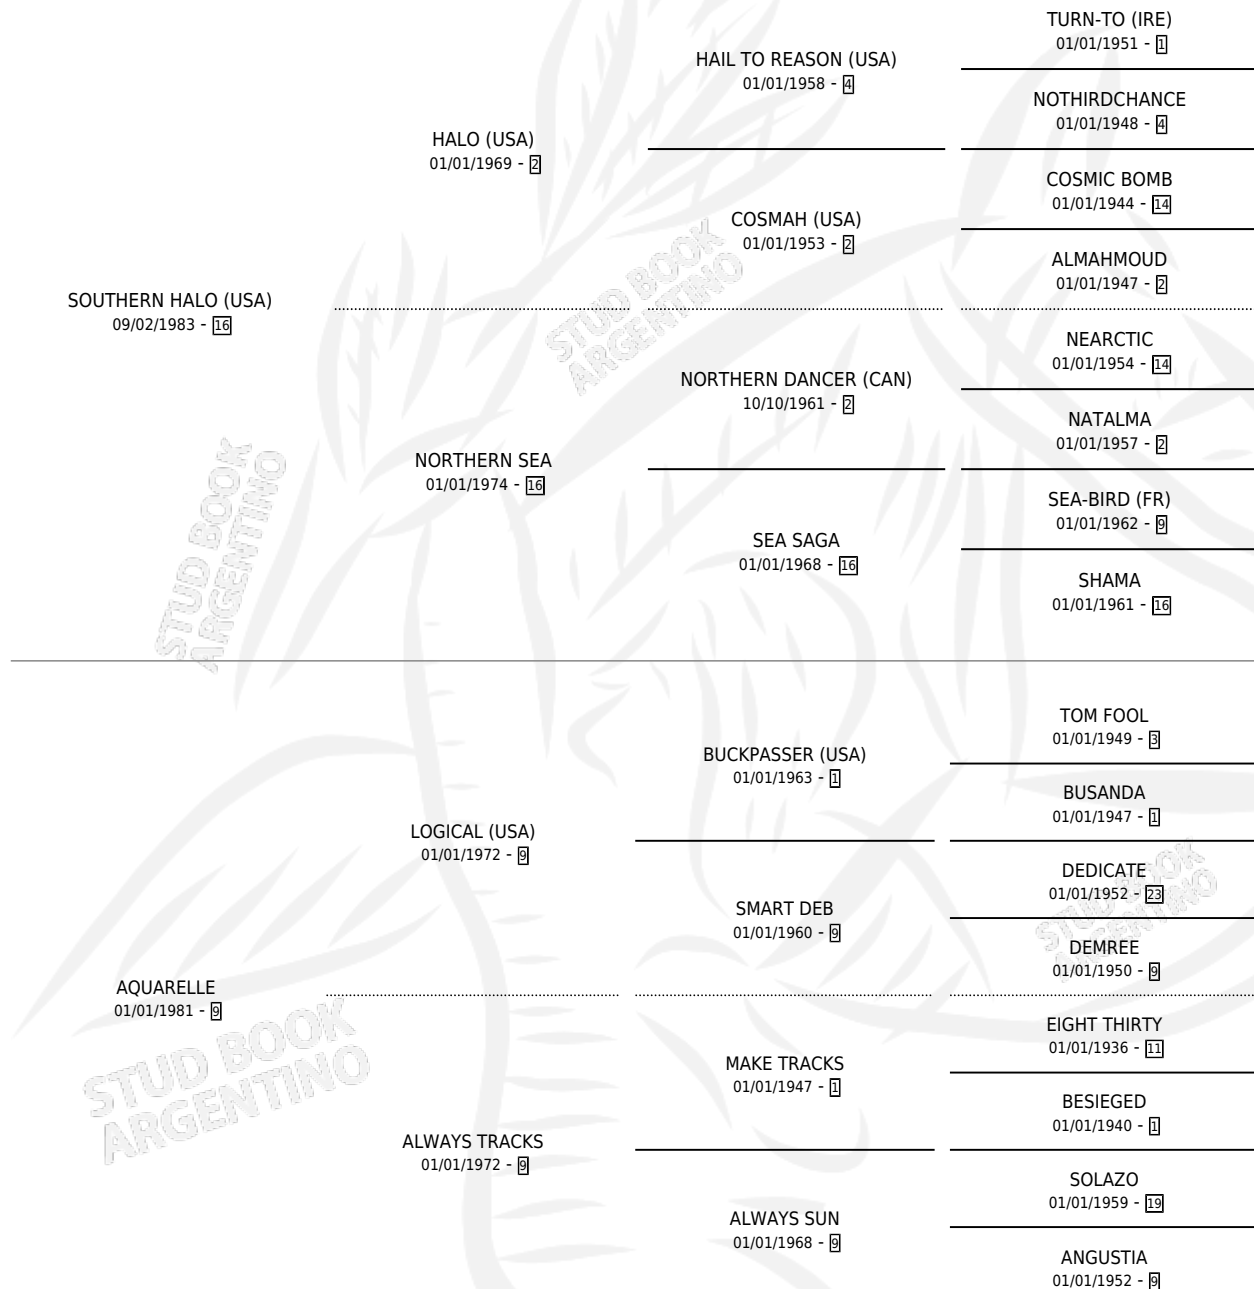 SOUTHERN HALO (USA)
09/02/1983 - 16
HALO (USA)
01/01/1969 - 2
NORTHERN SEA
01/01/1974 - 16
HAIL TO REASON (USA)
01/01/1958 - 4
COSMAH (USA)
01/01/1953 - 2
NORTHERN DANCER (CAN)
10/10/1961 - 2
SEA SAGA
01/01/1968 - 16
TURN-TO (IRE)
01/01/1951 - 1
NOTHIRDCHANCE
01/01/1948 - 4
COSMIC BOMB
01/01/1944 - 14
ALMAHMOUD
01/01/1947 - 2
NEARCTIC
01/01/1954 - 14
NATALMA
01/01/1957 - 2
SEA-BIRD (FR)
01/01/1962 - 9
SHAMA
01/01/1961 - 16
AQUARELLE
01/01/1981 - 9
LOGICAL (USA)
01/01/1972 - 9
ALWAYS TRACKS
01/01/1972 - 9
BUCKPASSER (USA)
01/01/1963 - 1
SMART DEB
01/01/1960 - 9
MAKE TRACKS
01/01/1947 - 1
ALWAYS SUN
01/01/1968 - 9
TOM FOOL
01/01/1949 - 3
BUSANDA
01/01/1947 - 1
DEDICATE
01/01/1952 - 23
DEMREE
01/01/1950 - 9
EIGHT THIRTY
01/01/1936 - 11
BESIEGED
01/01/1940 - 1
SOLAZO
01/01/1959 - 19
ANGUSTIA
01/01/1952 - 9
STUD BOOK
ARGENTINO
STUD BOOK
ARGENTINO
STUD BOOK
ARGENTINO
STUD BOOK
ARGENTINO